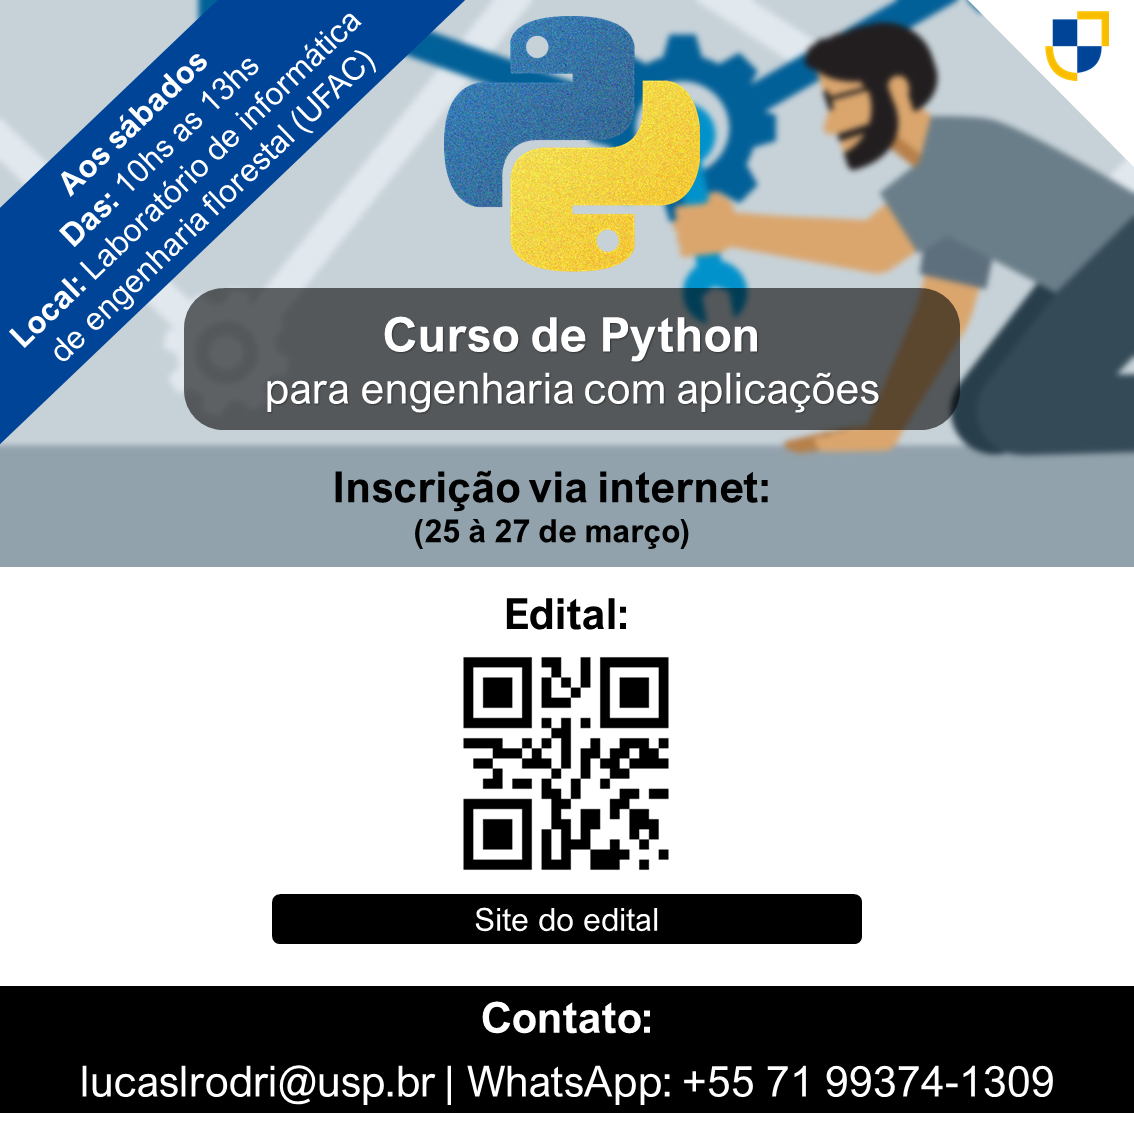 Aos sábados
Das: 10hs as 13hs
Local: Laboratório de informática
de engenharia florestal (UFAC)
Curso de Python
para engenharia com aplicações
Inscrição via internet:
(25 à 27 de março)
Edital:
Site do edital
Contato:
lucaslrodri@usp.br | WhatsApp: +55 71 99374-1309